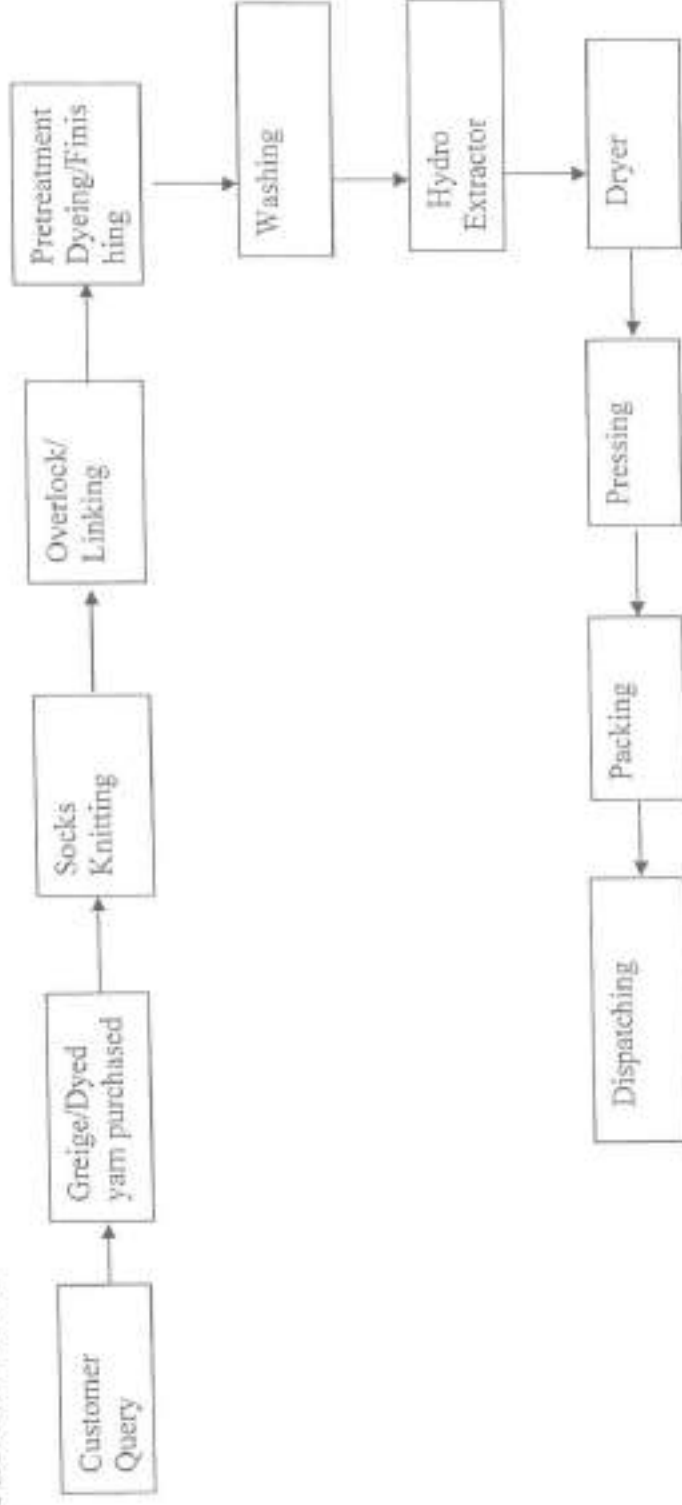 Customer
Query
Greige/Dyed
yarn purchased
Socks
Knitting
Overlock/
Linking
Pretreatment
Dyeing/Finis
hing
Washing
Hydro
Extractor
Dryer
Pressing
Packing
Dispatching